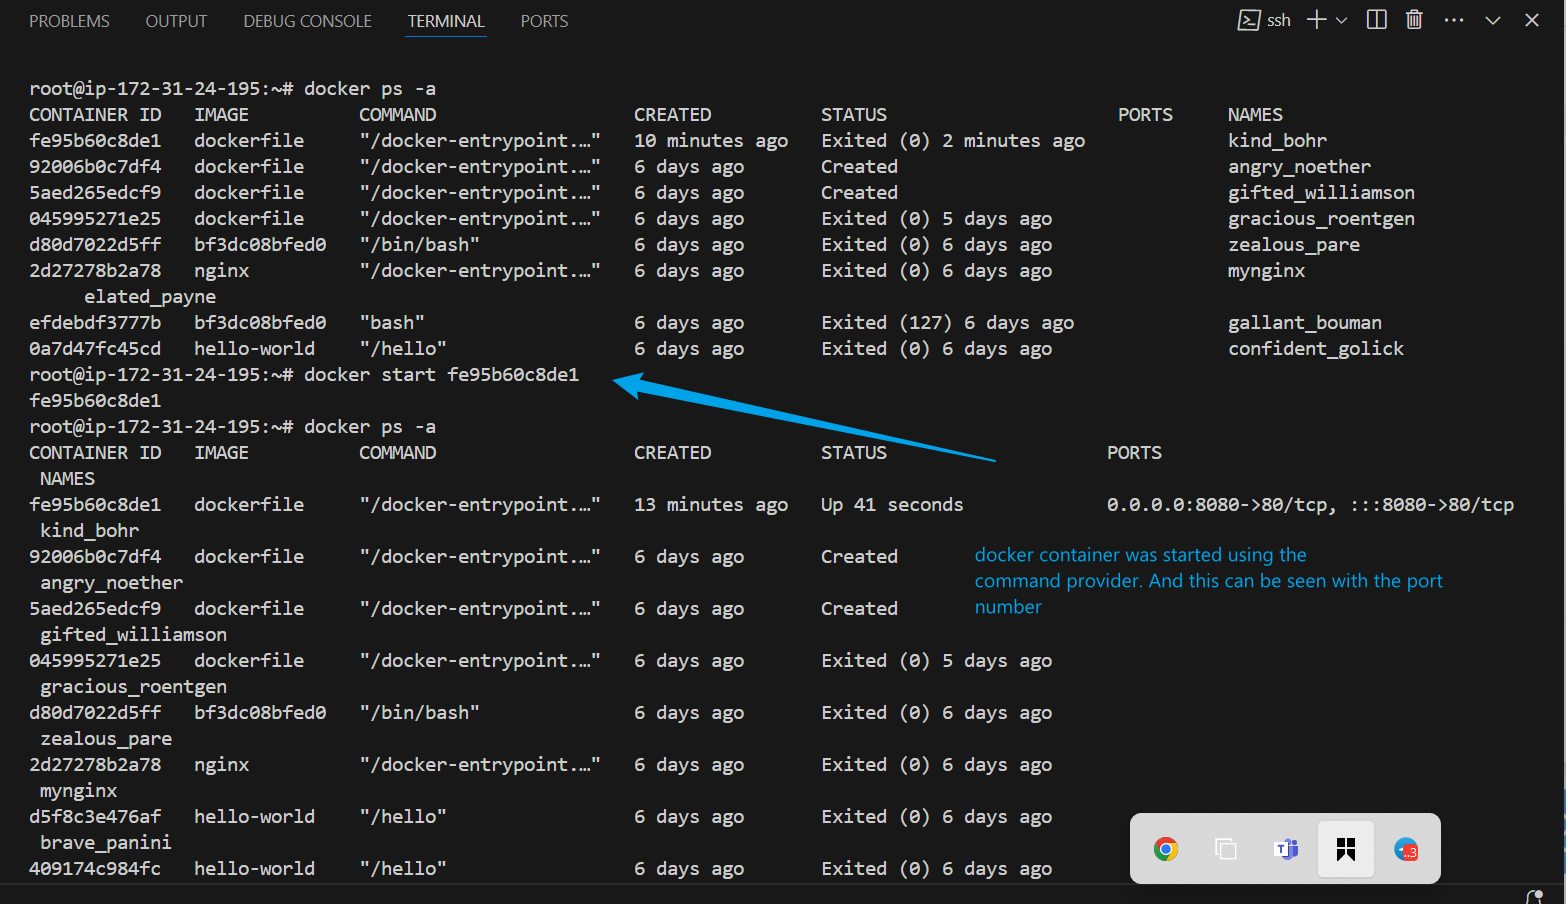 PROBLEMS OUTPUT DEBUG CONSOLE TERMINAL PORTS ssh
root@ip-172-31-24-195:~# docker ps -a
CONTAINER ID IMAGE COMMAND CREATED STATUS PORTS NAMES
fe95b60c8de1 dockerfile "/docker-entrypoint.…" 10 minutes ago Exited (0) 2 minutes ago kind_bohr
92006b0c7df4 dockerfile "/docker-entrypoint.…" 6 days ago Created angry_noether
5aed265edcf9 dockerfile "/docker-entrypoint.…" 6 days ago Created gifted_williamson
045995271e25 dockerfile "/docker-entrypoint.…" 6 days ago Exited (0) 5 days ago gracious_roentgen
d80d7022d5ff bf3dc08bfed0 "/bin/bash" 6 days ago Exited (0) 6 days ago zealous_pare
2d27278b2a78 nginx "/docker-entrypoint.…" 6 days ago Exited (0) 6 days ago mynginx
elated_payne
efdebdf3777b bf3dc08bfed0 "bash" 6 days ago Exited (127) 6 days ago gallant_bouman
0a7d47fc45cd hello-world "/hello" 6 days ago Exited (0) 6 days ago confident_golick
root@ip-172-31-24-195:~# docker start fe95b60c8de1
fe95b60c8de1
root@ip-172-31-24-195:~# docker ps -a
CONTAINER ID IMAGE COMMAND CREATED STATUS PORTS
NAMES
fe95b60c8de1 dockerfile "/docker-entrypoint.…" 13 minutes ago Up 41 seconds 0.0.0.0:8080->80/tcp, :::8080->80/tcp
kind_bohr
92006b0c7df4 dockerfile "/docker-entrypoint.…" 6 days ago Created
angry_noether
5aed265edcf9 dockerfile "/docker-entrypoint.…" 6 days ago Created
gifted_williamson
docker container was started using the
command provider. And this can be seen with the port
number
045995271e25 dockerfile "/docker-entrypoint.…" 6 days ago Exited (0) 5 days ago
gracious_roentgen
d80d7022d5ff bf3dc08bfed0 "/bin/bash" 6 days ago Exited (0) 6 days ago
zealous_pare
2d27278b2a78 nginx "/docker-entrypoint.…" 6 days ago Exited (0) 6 days ago
mynginx
d5f8c3e476af hello-world "/hello" 6 days ago Exited (0) 6 days ago
brave_panini
409174c984fc hello-world "/hello" 6 days ago Exited (0) 6 days ago